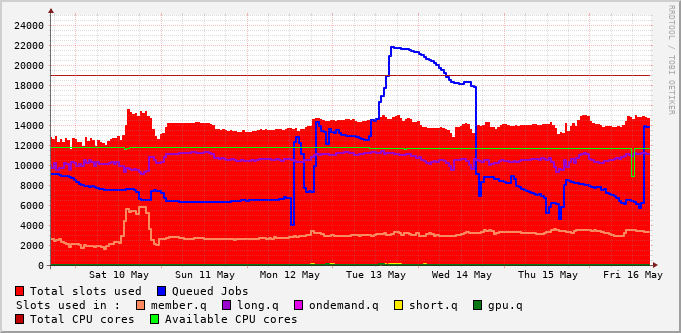 24000
22000
20000
18000
16000
14000
12000
10000
8000
6000
4000
2000
0
Sat 10 May Sun 11 May Mon 12 May Tue 13 May Wed 14 May Thu 15 May Fri 16 May
Total slots used Queued Jobs
Slots used in : member.q long.q ondemand.q short.q gpu.q
Total CPU cores Available CPU cores
RRDTOOL / TOBI OETIKER